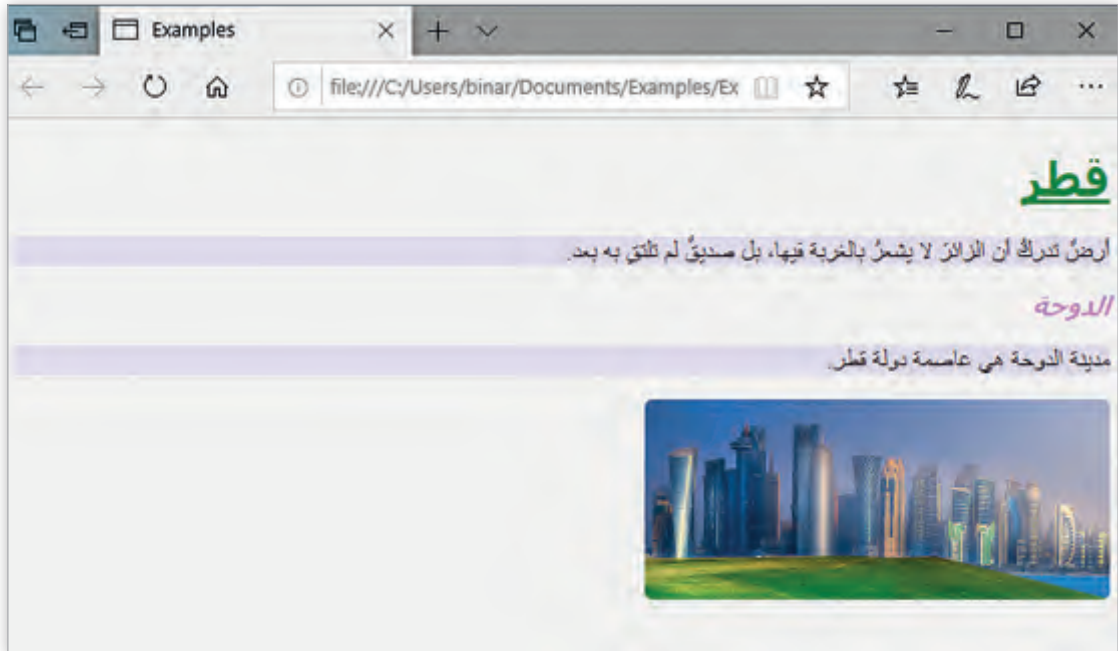 Examples
file:///C:/Users/binar/Documents/Examples/Ex
قطر
أرضٌ تدركُ أن الزائرَ لا يشعرُ بالغربة فيها، بل صديقٌ لم تلتقِ به بعد.
الدوحة
مدينة الدوحة هي عاصمة دولة قطر.